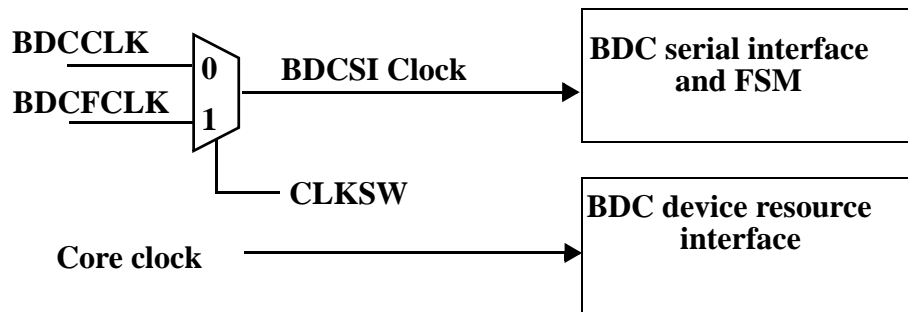 BDCCLK
0
BDCSI Clock
BDC serial interface
and FSM
BDCFCLK
1
CLKSW
BDC device resource
interface
Core clock